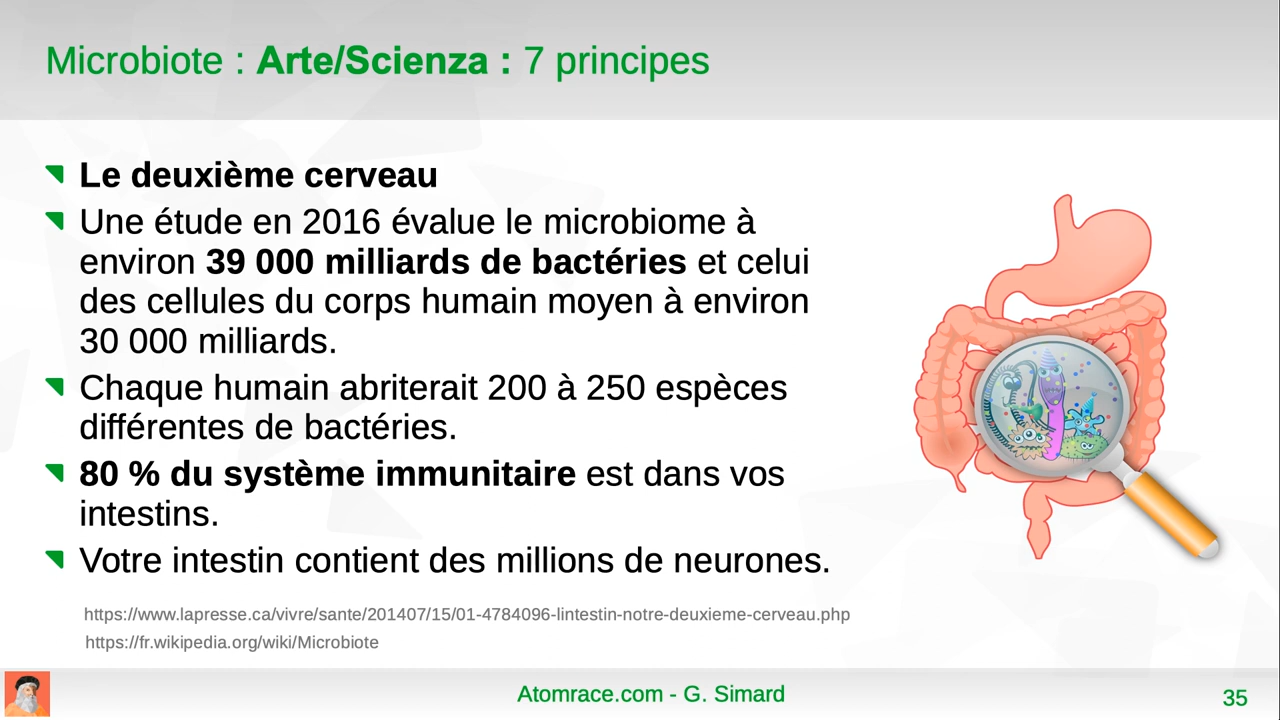 Microbiote : Arte/Scienza : 7 principes
Le deuxième cerveau
Une étude en 2016 évalue le microbiome à
environ 39 000 milliards de bactéries et celui
des cellules du corps humain moyen à environ
30 000 milliards.
Chaque humain abriterait 200 à 250 espèces
différentes de bactéries.
80 % du système immunitaire est dans vos
intestins.
Votre intestin contient des millions de neurones.
https://www.lapresse.ca/vivre/sante/201407/15/01-4784096-lintestin-notre-deuxieme-cerveau.php
https://fr.wikipedia.org/wiki/Microbiote
Atomrace.com - G. Simard
35